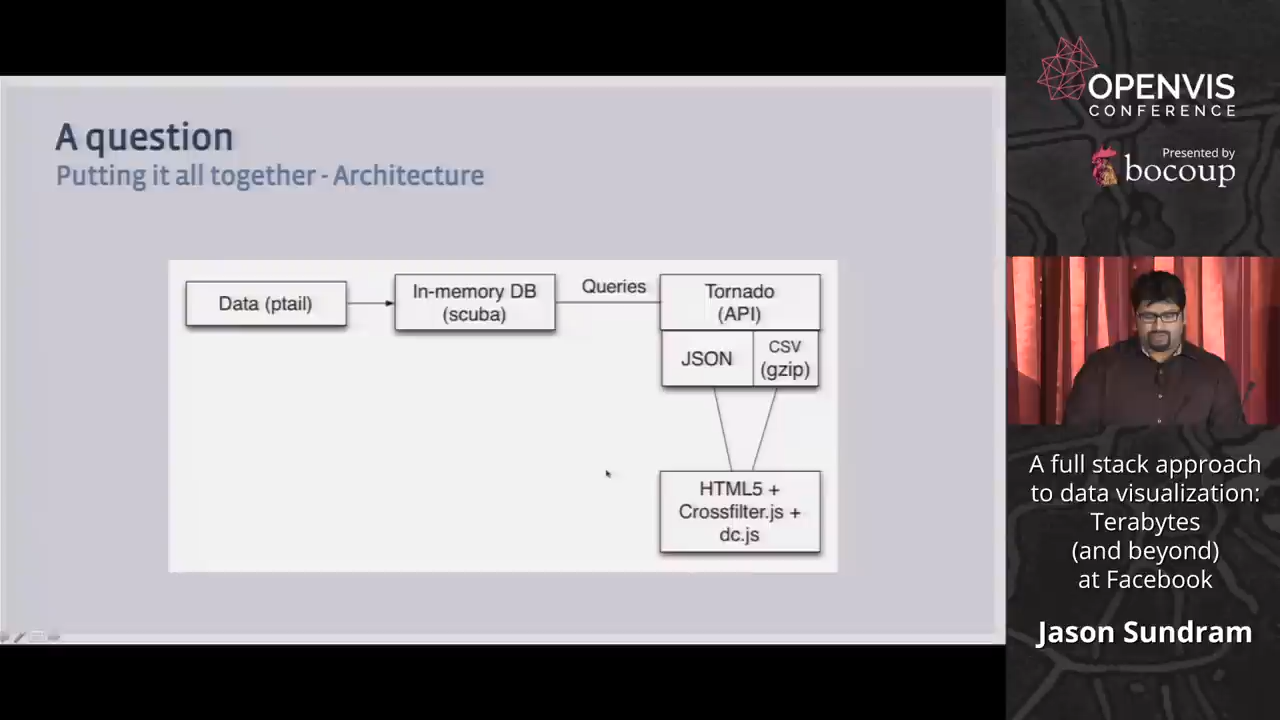 A question
Putting it all together - Architecture
Data (ptail)
In-memory DB
(scuba)
Queries
Tornado
(API)
JSON
CSV
(gzip)
HTML5 +
Crossfilter.js +
dc.js
OPENVIS
CONFERENCE
Presented by
bocoup
A full stack approach
to data visualization:
Terabytes
(and beyond)
at Facebook
Jason Sundram